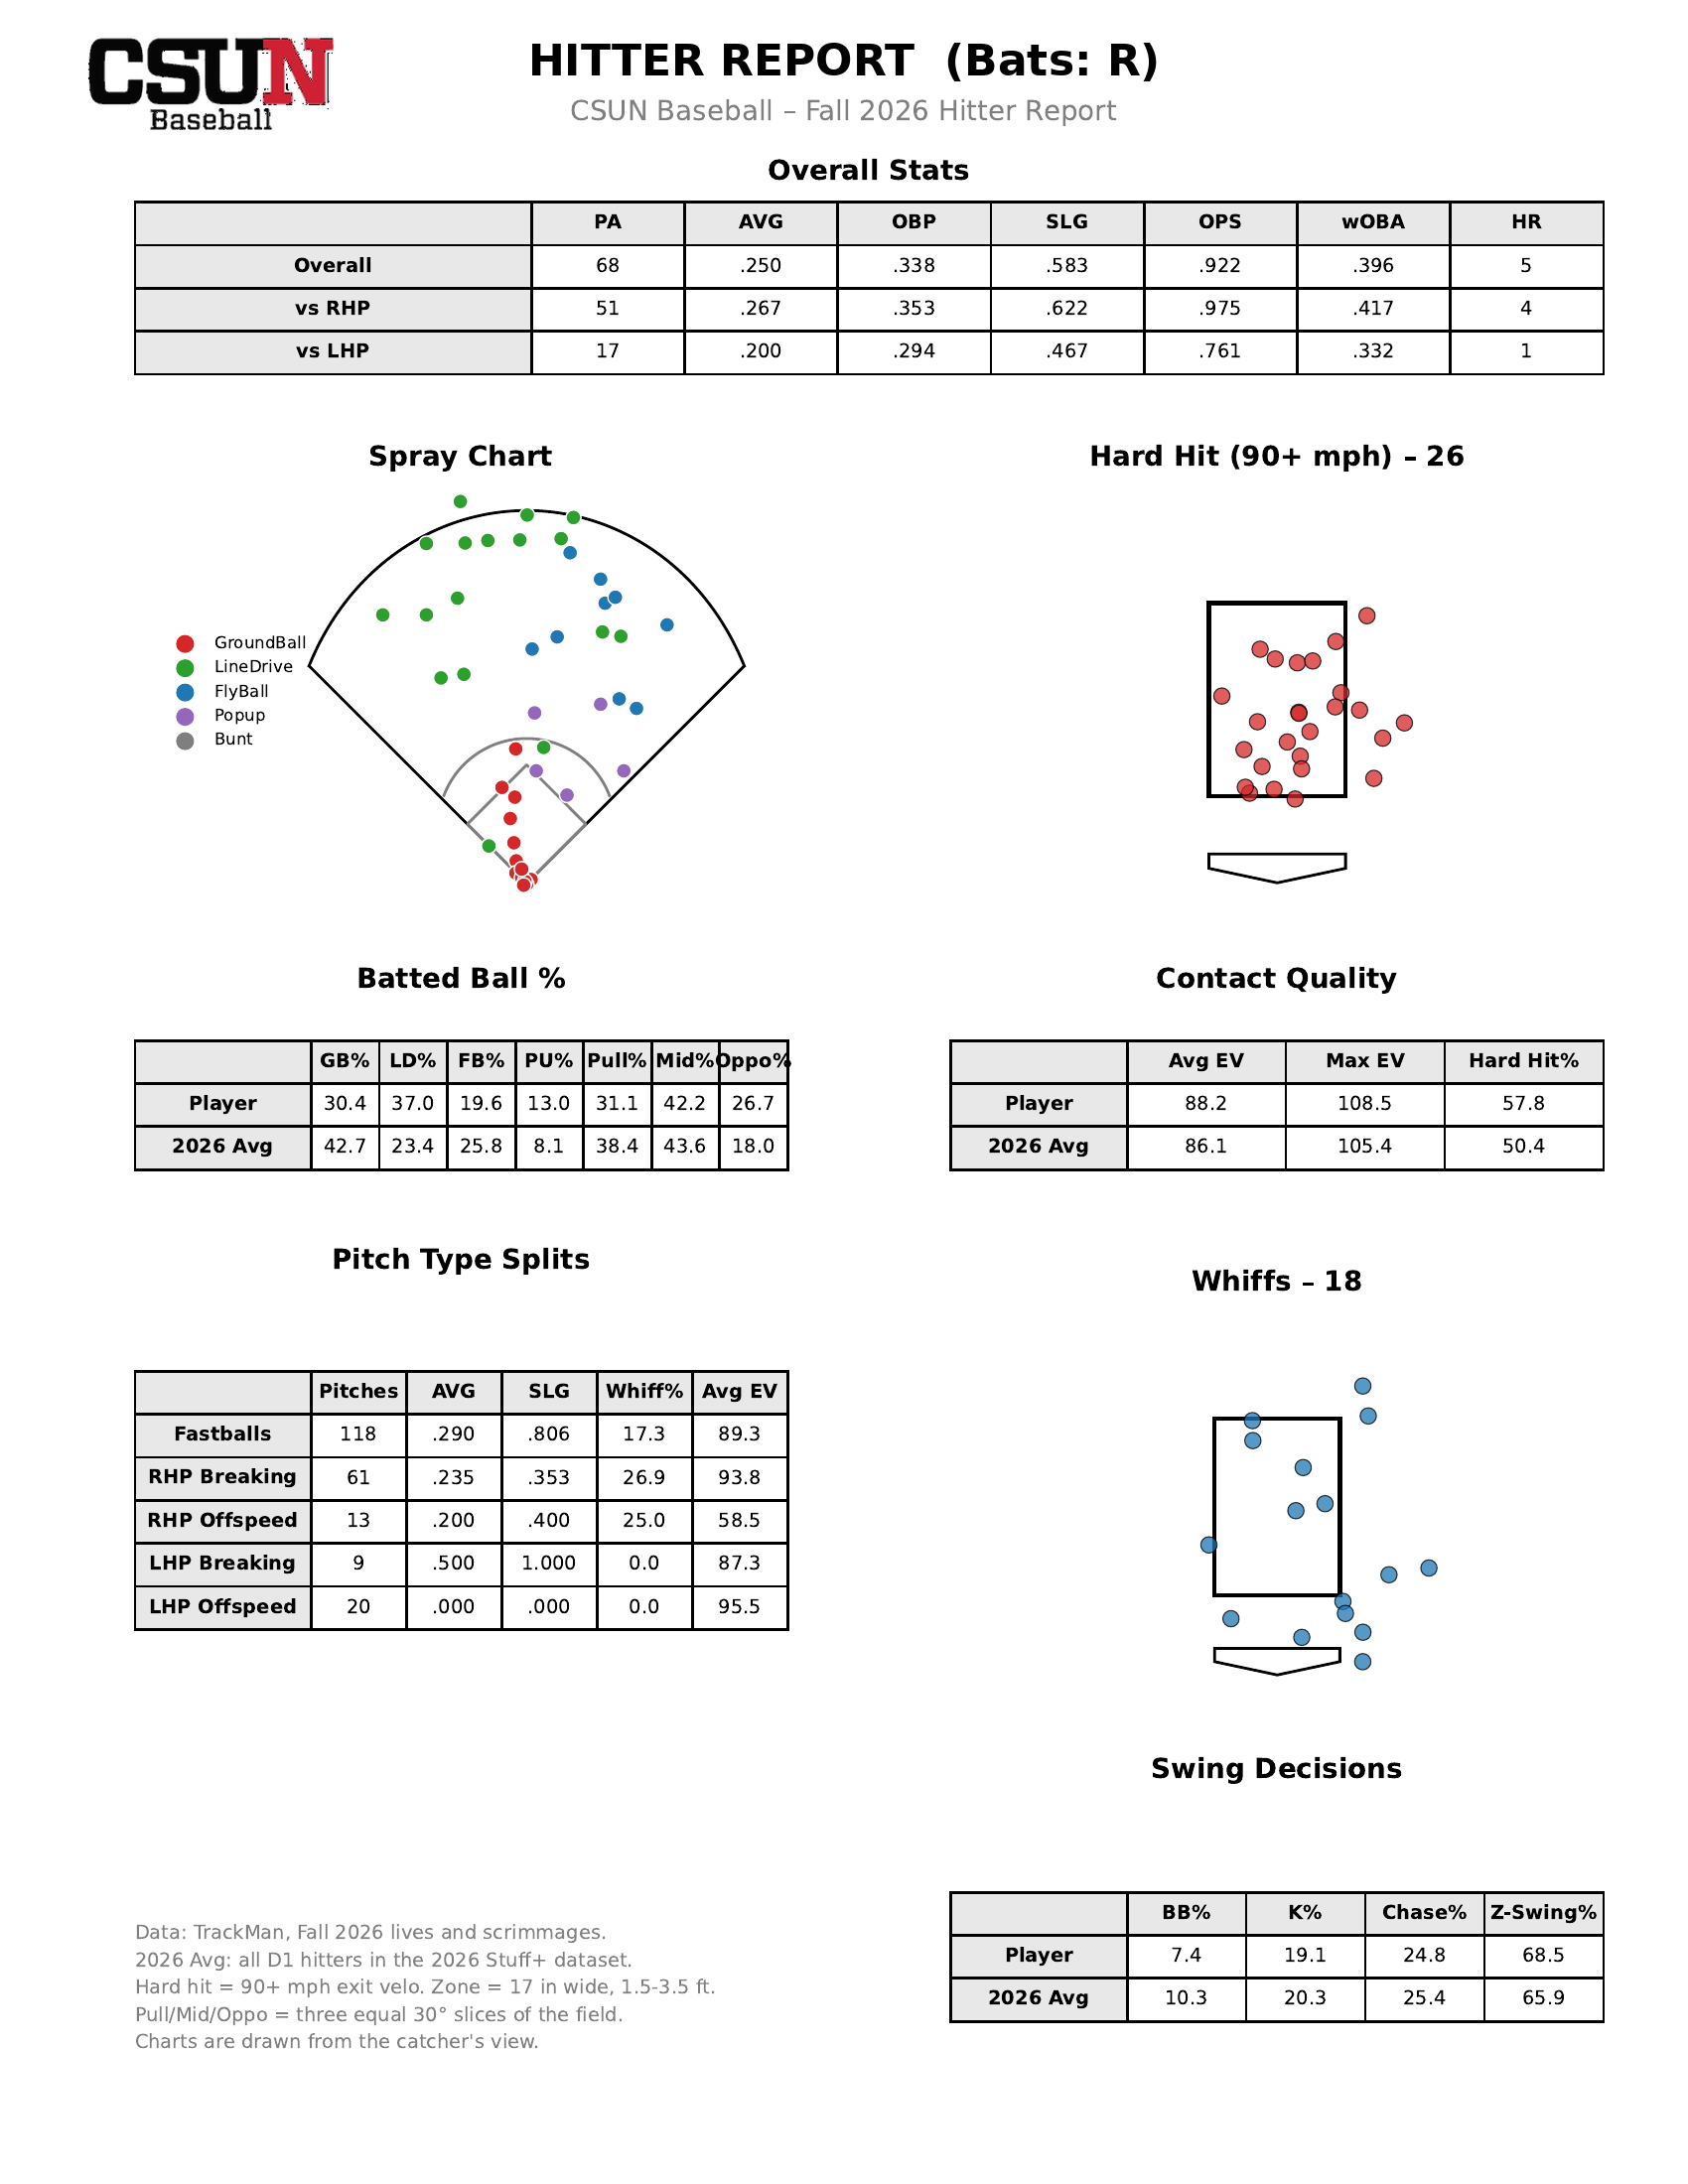 CSUN
Baseball
HITTER REPORT (Bats: R)
CSUN Baseball – Fall 2026 Hitter Report
Overall Stats
PA AVG OBP SLG OPS wOBA HR
Overall 68 .250 .338 .583 .922 .396 5
vs RHP 51 .267 .353 .622 .975 .417 4
vs LHP 17 .200 .294 .467 .761 .332 1
Spray Chart
GroundBall
LineDrive
FlyBall
Popup
Bunt
Hard Hit (90+ mph) – 26
Batted Ball %
GB% LD% FB% PU% Pull% Mid% Oppo%
Player 30.4 37.0 19.6 13.0 31.1 42.2 26.7
2026 Avg 42.7 23.4 25.8 8.1 38.4 43.6 18.0
Contact Quality
Avg EV Max EV Hard Hit%
Player 88.2 108.5 57.8
2026 Avg 86.1 105.4 50.4
Pitch Type Splits
Pitches AVG SLG Whiff% Avg EV
Fastballs 118 .290 .806 17.3 89.3
RHP Breaking 61 .235 .353 26.9 93.8
RHP Offspeed 13 .200 .400 25.0 58.5
LHP Breaking 9 .500 1.000 0.0 87.3
LHP Offspeed 20 .000 .000 0.0 95.5
Whiffs – 18
Swing Decisions
BB% K% Chase% Z-Swing%
Player 7.4 19.1 24.8 68.5
2026 Avg 10.3 20.3 25.4 65.9
Data: TrackMan, Fall 2026 lives and scrimmages.
2026 Avg: all D1 hitters in the 2026 Stuff+ dataset.
Hard hit = 90+ mph exit velo. Zone = 17 in wide, 1.5-3.5 ft.
Pull/Mid/Oppo = three equal 30° slices of the field.
Charts are drawn from the catcher's view.